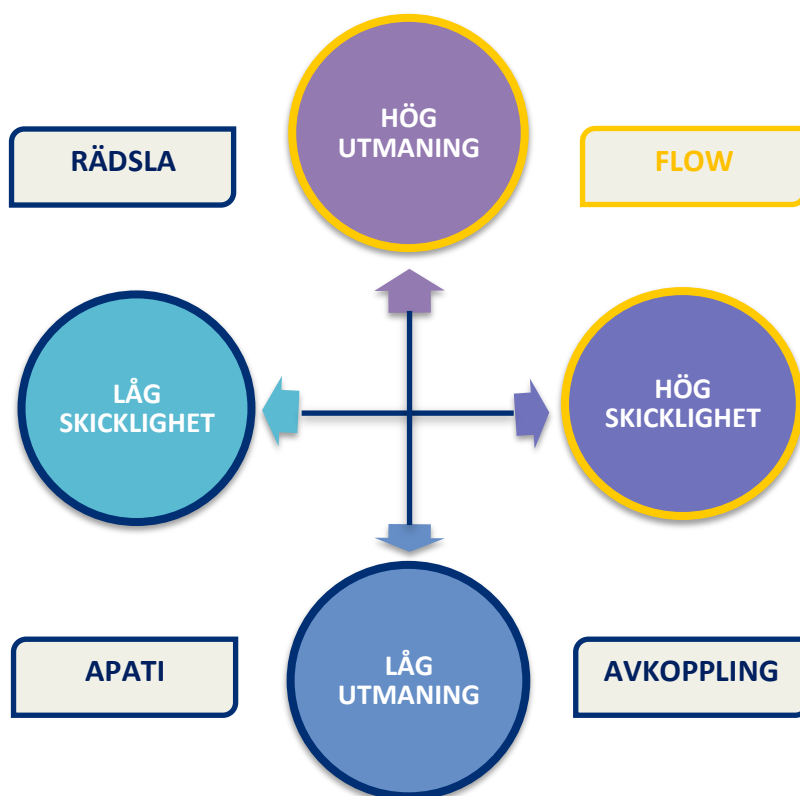 HÖG
UTMANING
RÄDSLA
FLOW
LÅG
SKICKLIGHET
HÖG
SKICKLIGHET
APATI
LÅG
UTMANING
AVKOPPLING